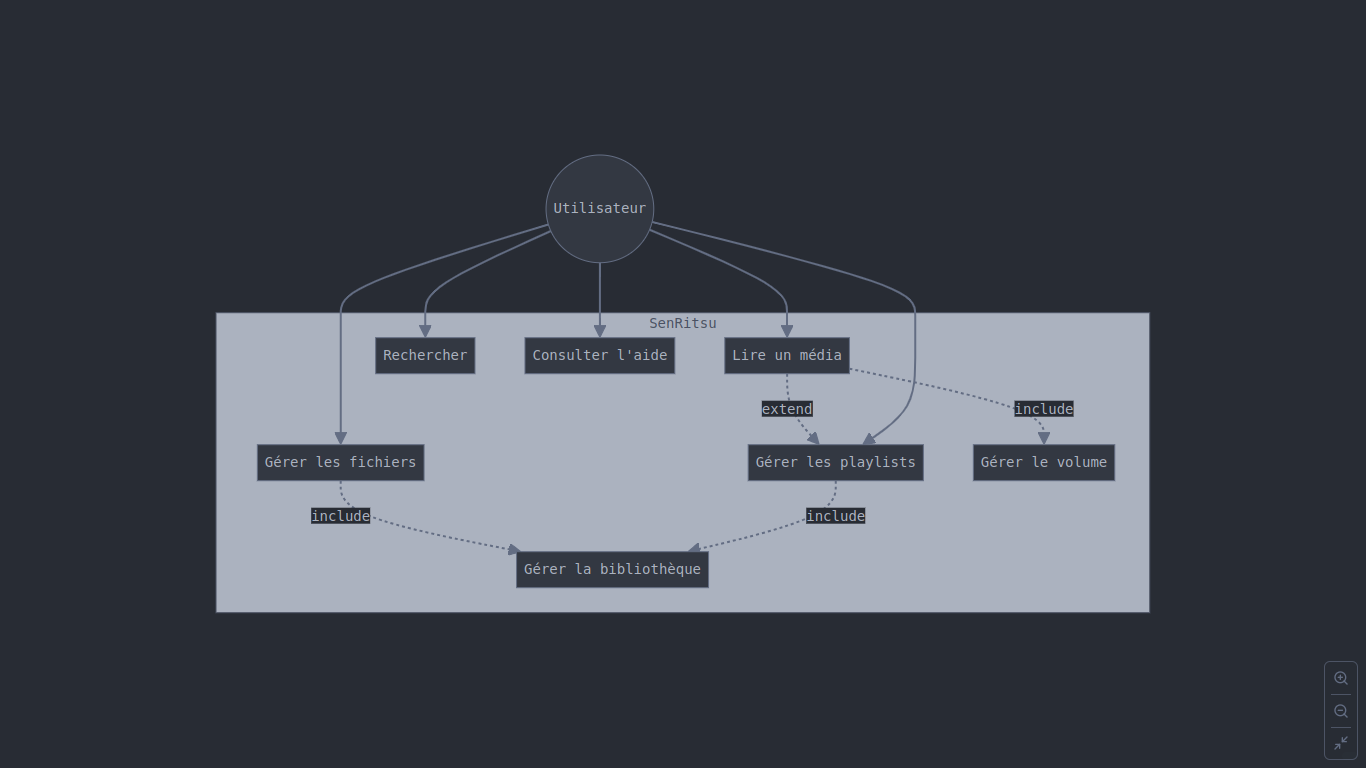 Utilisateur
SenRitsu
Rechercher
Consulter l'aide
Lire un média
extend
include
Gérer les fichiers
Gérer les playlists
Gérer le volume
include
include
Gérer la bibliothèque